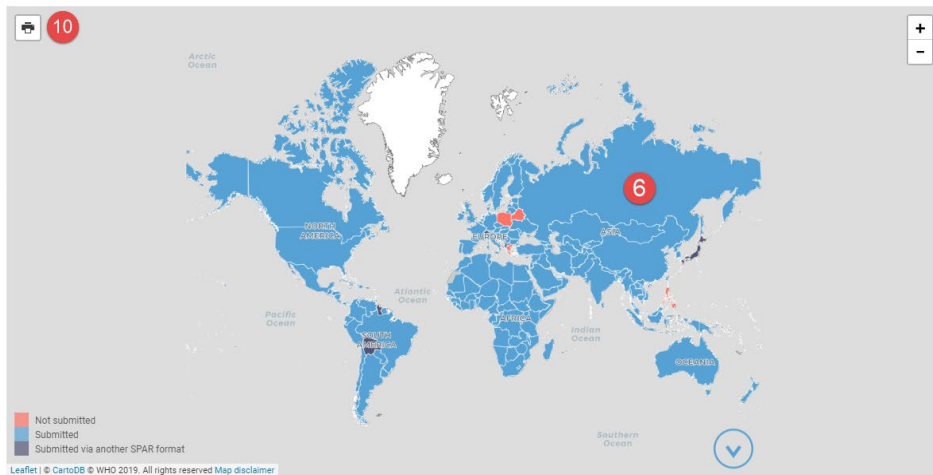 10
+
−
Arctic
Ocean
6
NORTH
AMERICA
EUROPE
ASIA
Atlantic
Ocean
Pacific
Ocean
AFRICA
Indian
Ocean
SOUTH
AMERICA
OCEANIA
Southern
Ocean
Not submitted
Submitted
Submitted via another SPAR format
Leaflet | © CartoDB © WHO 2019. All rights reserved Map disclaimer